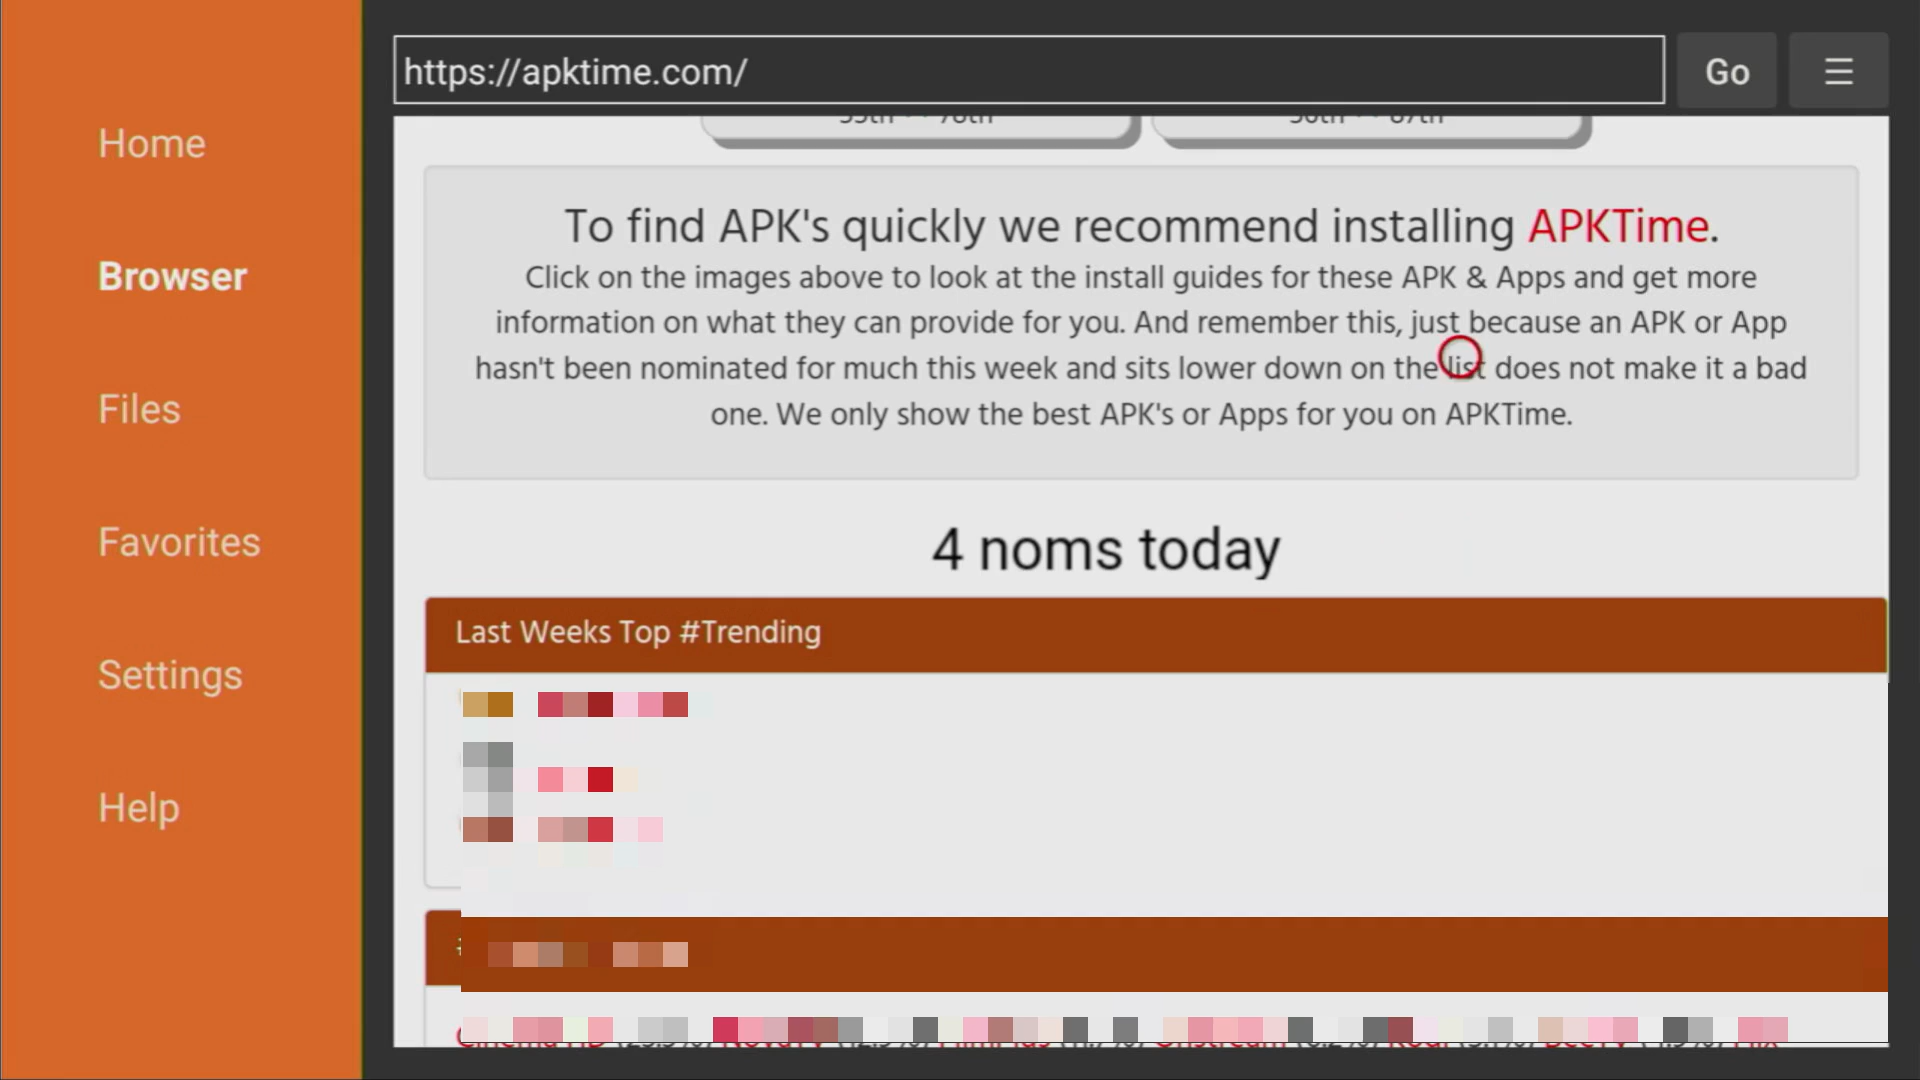 https://apktime.com/
Go
Home
Browser
Files
Favorites
Settings
Help
To find APK's quickly we recommend installing APKTime.
Click on the images above to look at the install guides for these APK & Apps and get more
information on what they can provide for you. And remember this, just because an APK or App
hasn't been nominated for much this week and sits lower down on the list does not make it a bad
one. We only show the best APK's or Apps for you on APKTime.
4 noms today
Last Weeks Top #Trending